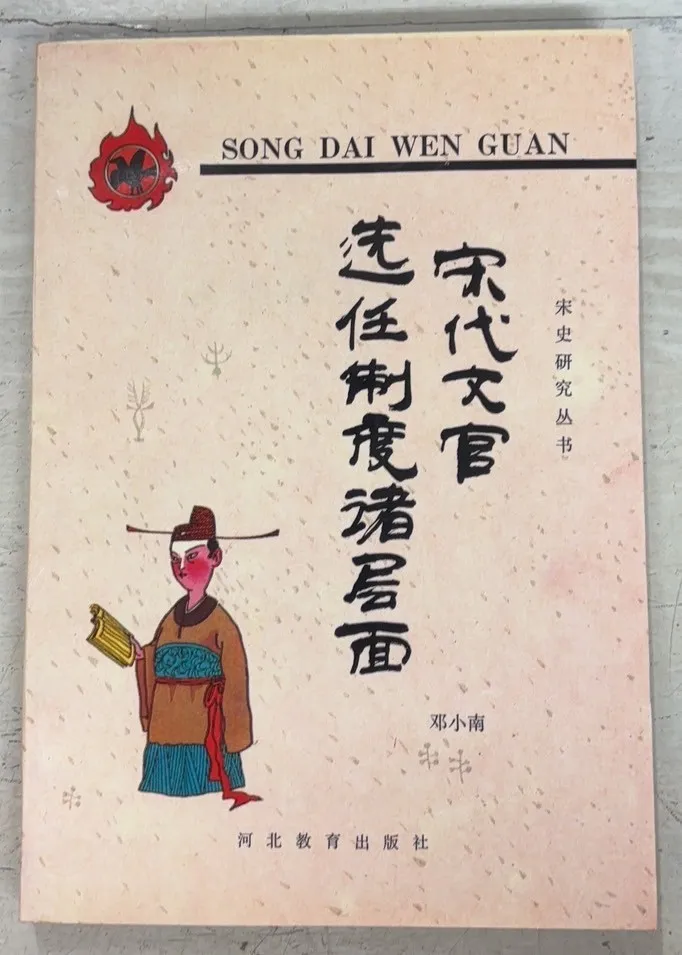 SONG DAI WEN GUAN
宋代文官
选任制度诸层面
宋史研究丛书
邓小南
河北教育出版社